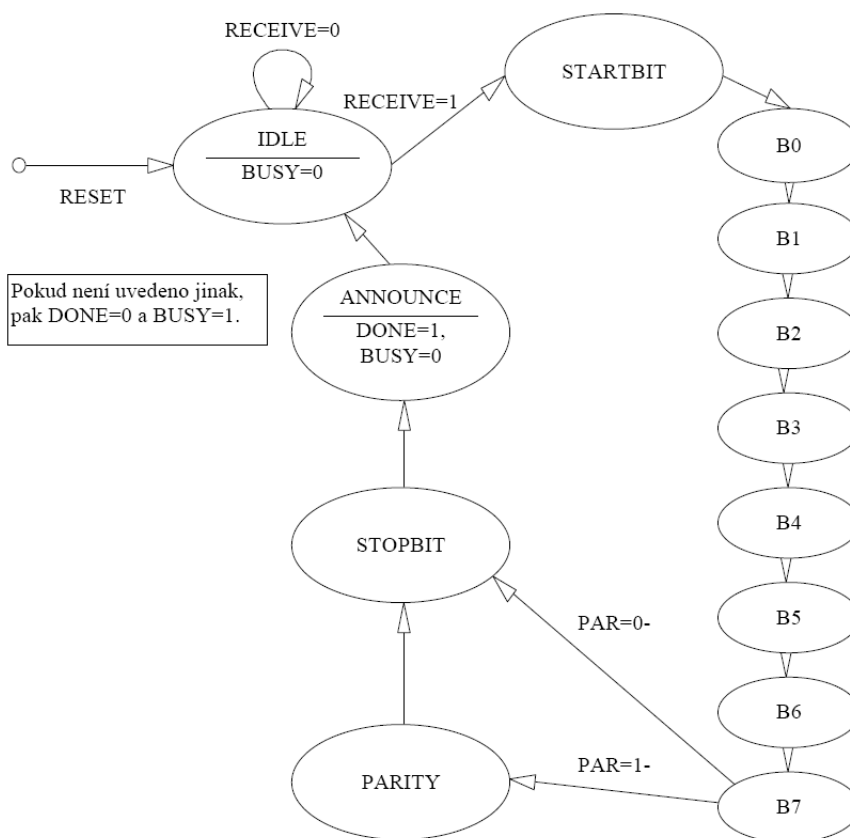 RECEIVE=0
STARTBIT
RECEIVE=1
IDLE
BUSY=0
RESET
B0
B1
Pokud není uvedeno jinak,
pak DONE=0 a BUSY=1.
ANNOUNCE
DONE=1,
BUSY=0
B2
B3
B4
STOPBIT
B5
PAR=0-
B6
PARITY
PAR=1-
B7